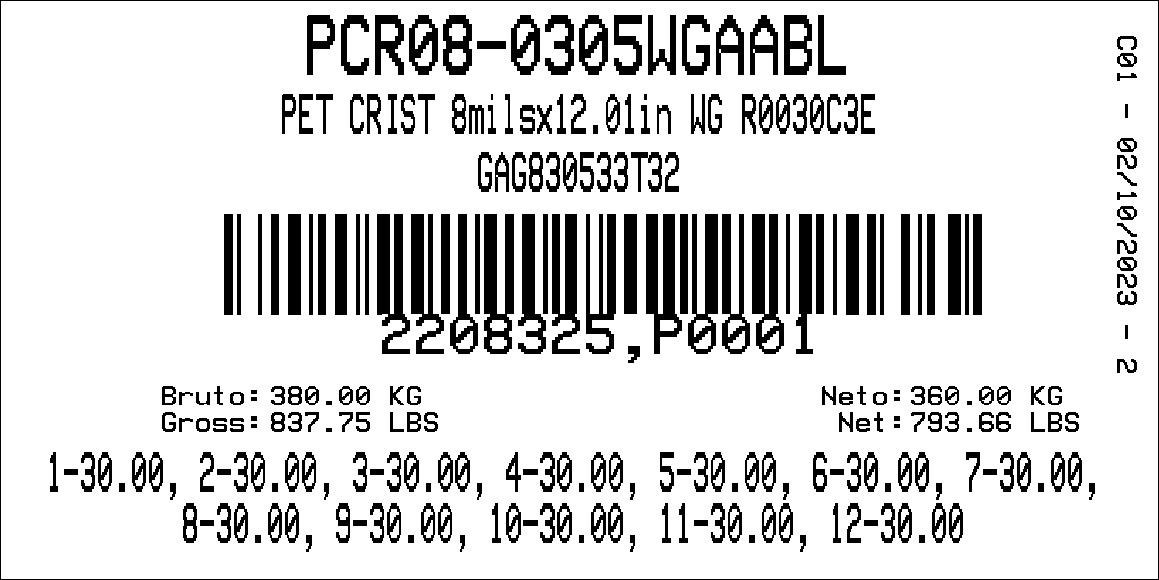 PCR08-0305WGAABL
PET CRIST 8milsx12.01in WG R0030C3E
GAG830533T32
2208325,P0001
Bruto: 380.00 KG Neto: 360.00 KG
Gross: 837.75 LBS Net: 793.66 LBS
1-30.00, 2-30.00, 3-30.00, 4-30.00, 5-30.00, 6-30.00, 7-30.00,
8-30.00, 9-30.00, 10-30.00, 11-30.00, 12-30.00
C01 - 02/10/2023 - 2